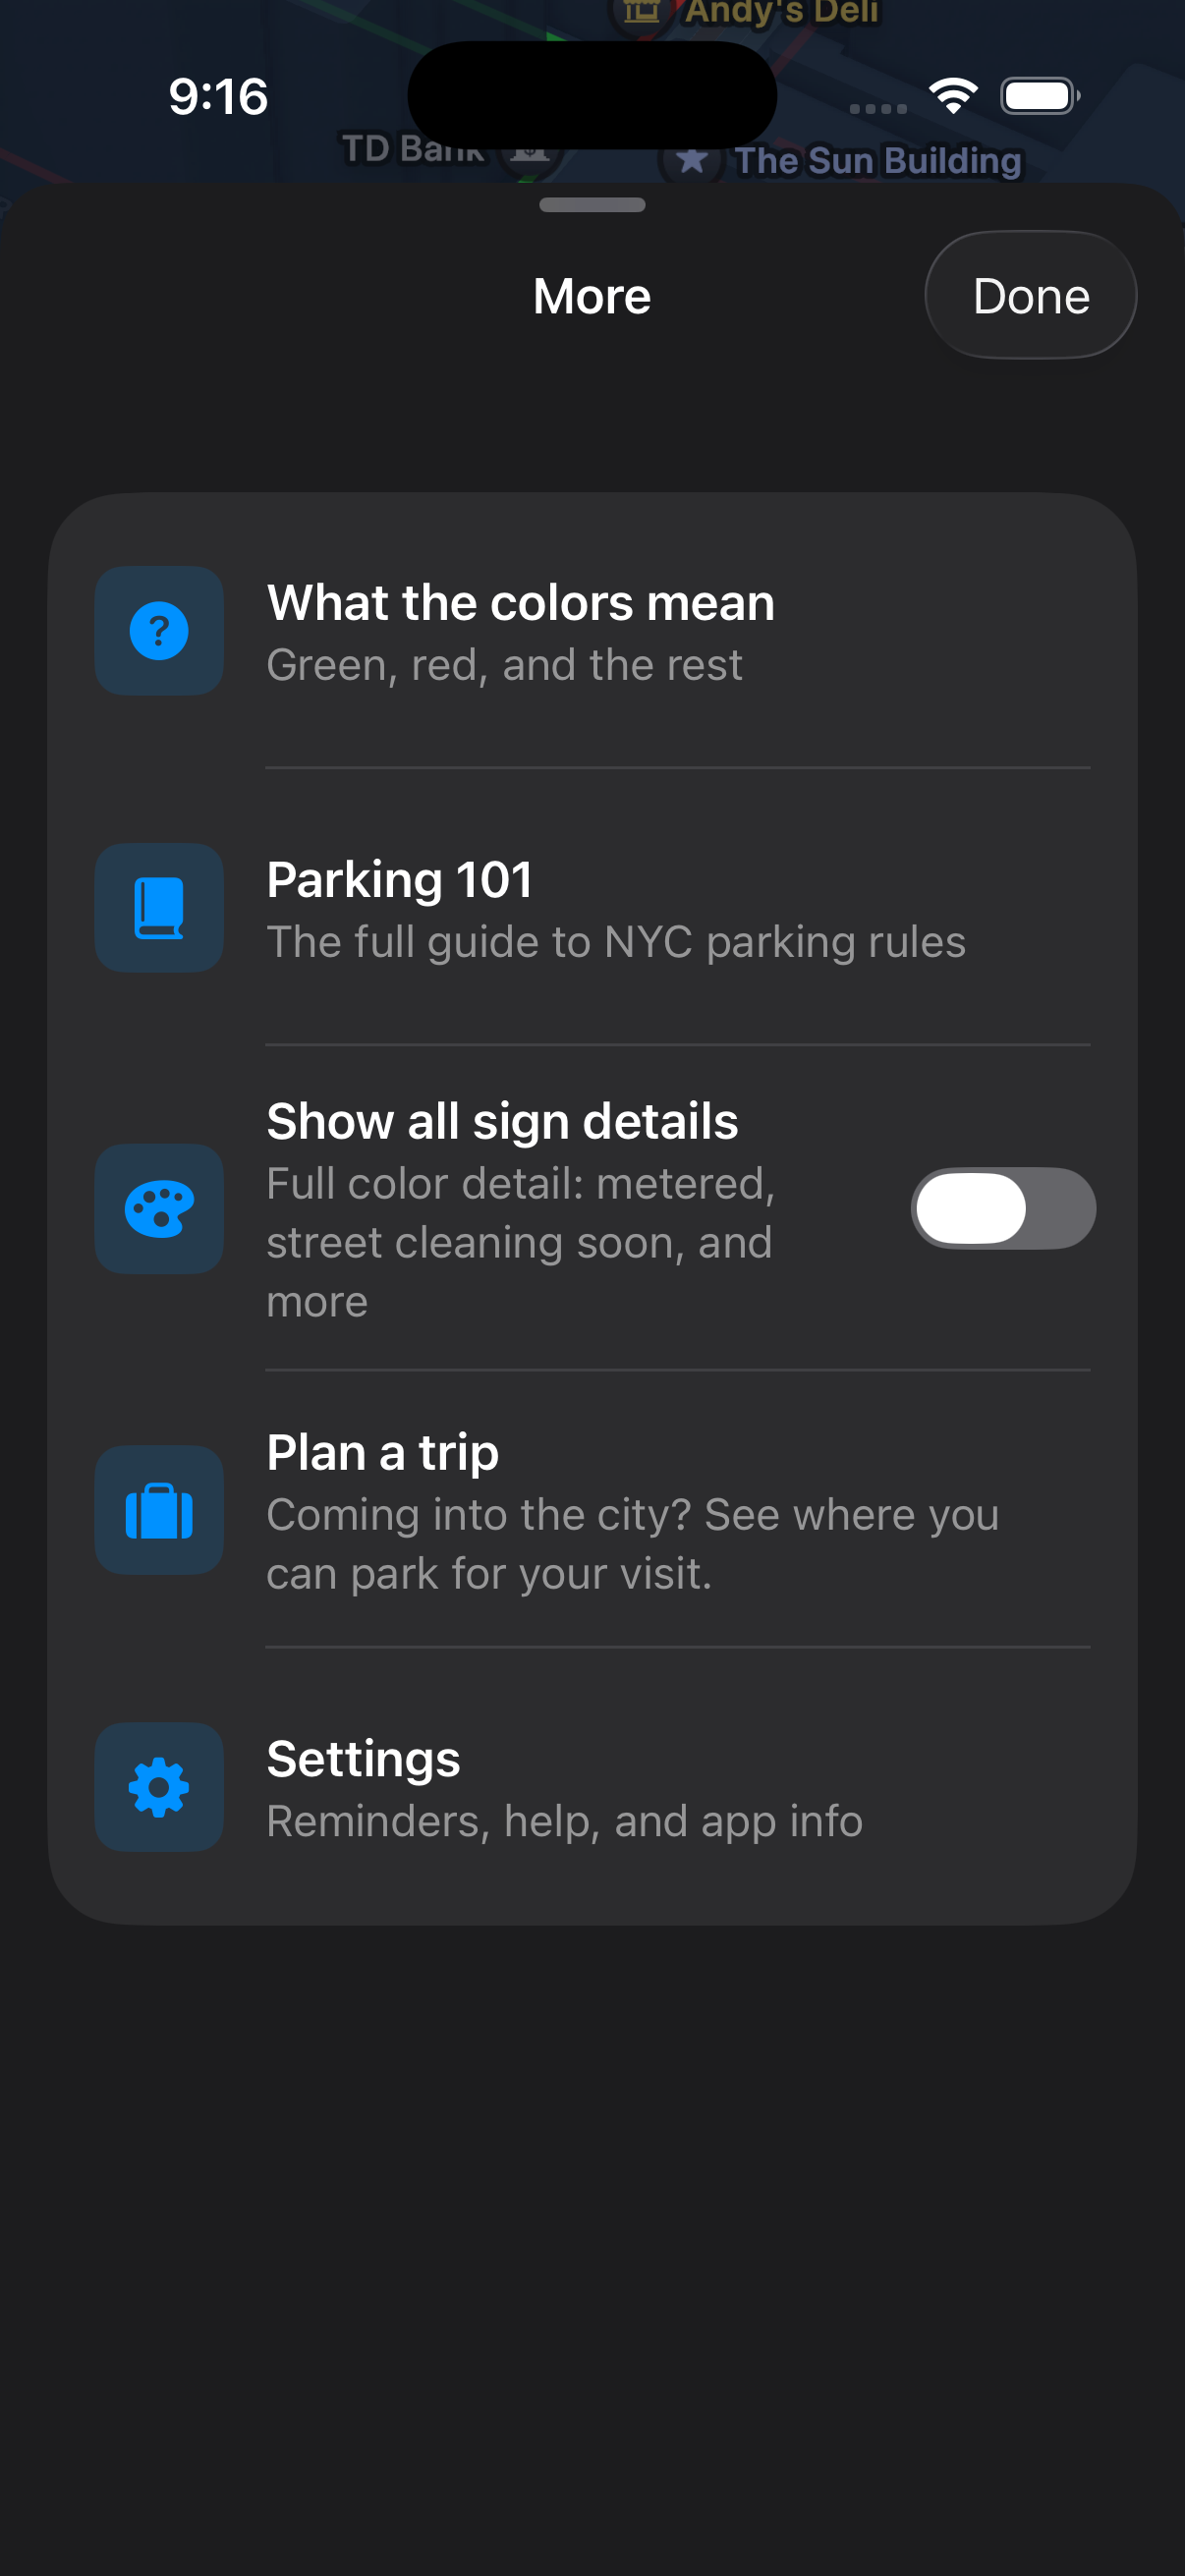 Andy's Deli
9:16
TD Bank
The Sun Building
More
Done
What the colors mean
Green, red, and the rest
Parking 101
The full guide to NYC parking rules
Show all sign details
Full color detail: metered,
street cleaning soon, and
more
Plan a trip
Coming into the city? See where you
can park for your visit.
Settings
Reminders, help, and app info